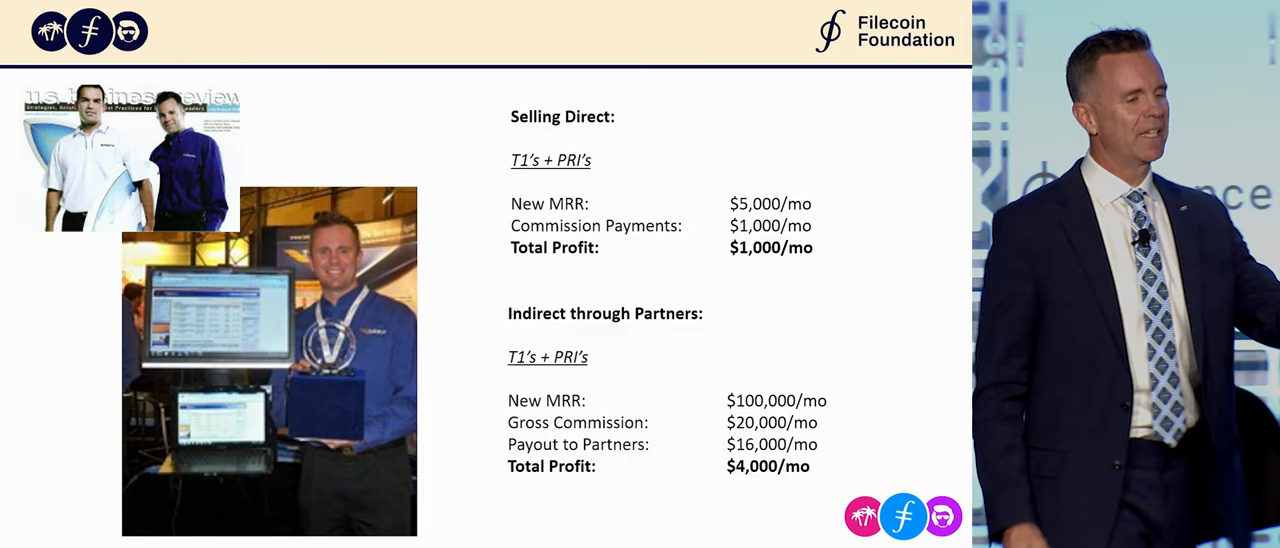 Filecoin
Foundation
u.s. business review
Selling Direct:
T1's + PRI's
New MRR: $5,000/mo
Commission Payments: $1,000/mo
Total Profit: $1,000/mo
Indirect through Partners:
T1's + PRI's
New MRR: $100,000/mo
Gross Commission: $20,000/mo
Payout to Partners: $16,000/mo
Total Profit: $4,000/mo